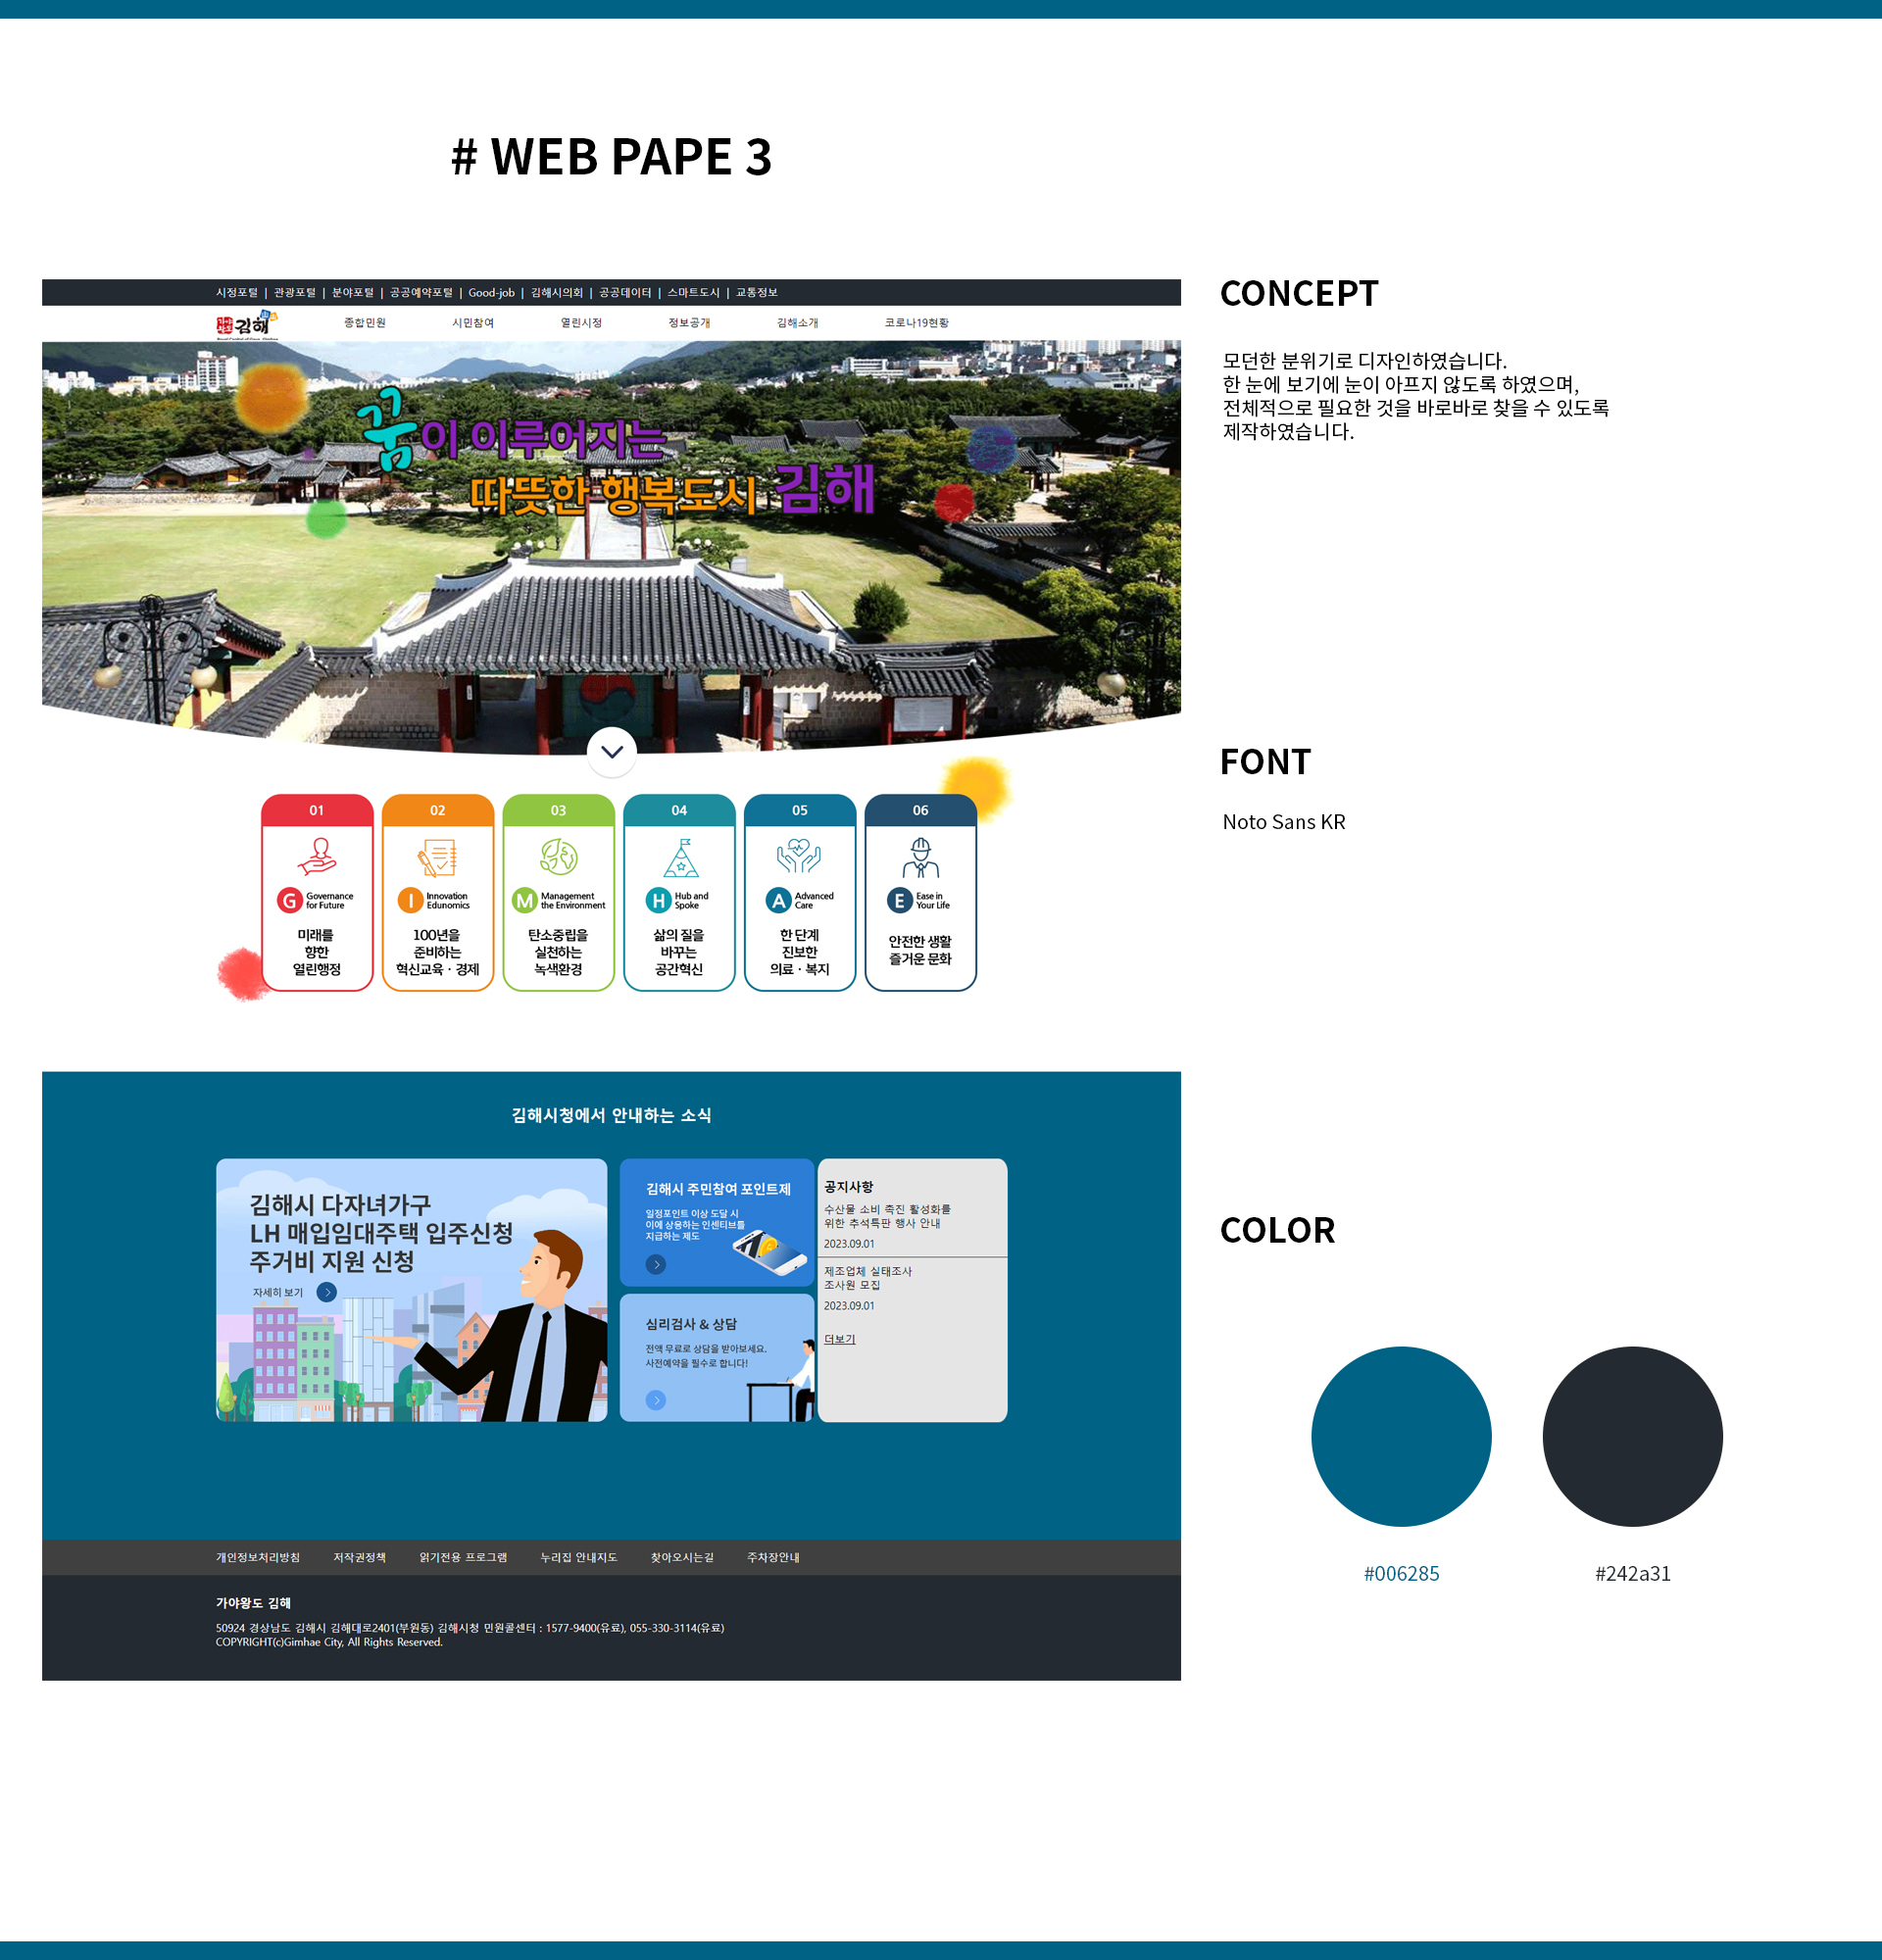 # WEB PAPE 3
시정포털 | 관광포털 | 분야포털 | 공공예약포털 | Good-job | 김해시의회 | 공공데이터 | 스마트도시 | 교통정보
김해
종합민원 시민참여 열린시정 정보공개 김해소개 코로나19현황
꿈이 이루어지는
따뜻한 행복도시 김해
01
G Governance
for Future
미래를
향한
열린행정
02
I Innovation
Edunomics
100년을
준비하는
혁신교육·경제
03
M Management
the Environment
탄소중립을
실천하는
녹색환경
04
H Hub and
Spoke
삶의 질을
바꾸는
공간혁신
05
A Advanced
Care
한 단계
진보한
의료·복지
06
E Ease in
Your Life
안전한 생활
즐거운 문화
김해시청에서 안내하는 소식
김해시 다자녀가구
LH 매입임대주택 입주신청
주거비 지원 신청
자세히 보기
김해시 주민참여 포인트제
일정포인트 이상 도달 시
이에 상응하는 인센티브를
지급하는 제도
심리검사 & 상담
전액 무료로 상담을 받아보세요.
사전예약을 필수로 합니다!
공지사항
수산물 소비 촉진 활성화를
위한 추석특판 행사 안내
2023.09.01
제조업체 실태조사
조사원 모집
2023.09.01
더보기
개인정보처리방침 저작권정책 읽기전용 프로그램 누리집 안내지도 찾아오시는길 주차장안내
가야왕도 김해
50924 경상남도 김해시 김해대로2401(부원동) 김해시청 민원콜센터 : 1577-9400(유료), 055-330-3114(유료)
COPYRIGHT(c)Gimhae City, All Rights Reserved.
CONCEPT
모던한 분위기로 디자인하였습니다.
한 눈에 보기에 눈이 아프지 않도록 하였으며,
전체적으로 필요한 것을 바로바로 찾을 수 있도록
제작하였습니다.
FONT
Noto Sans KR
COLOR
#006285
#242a31